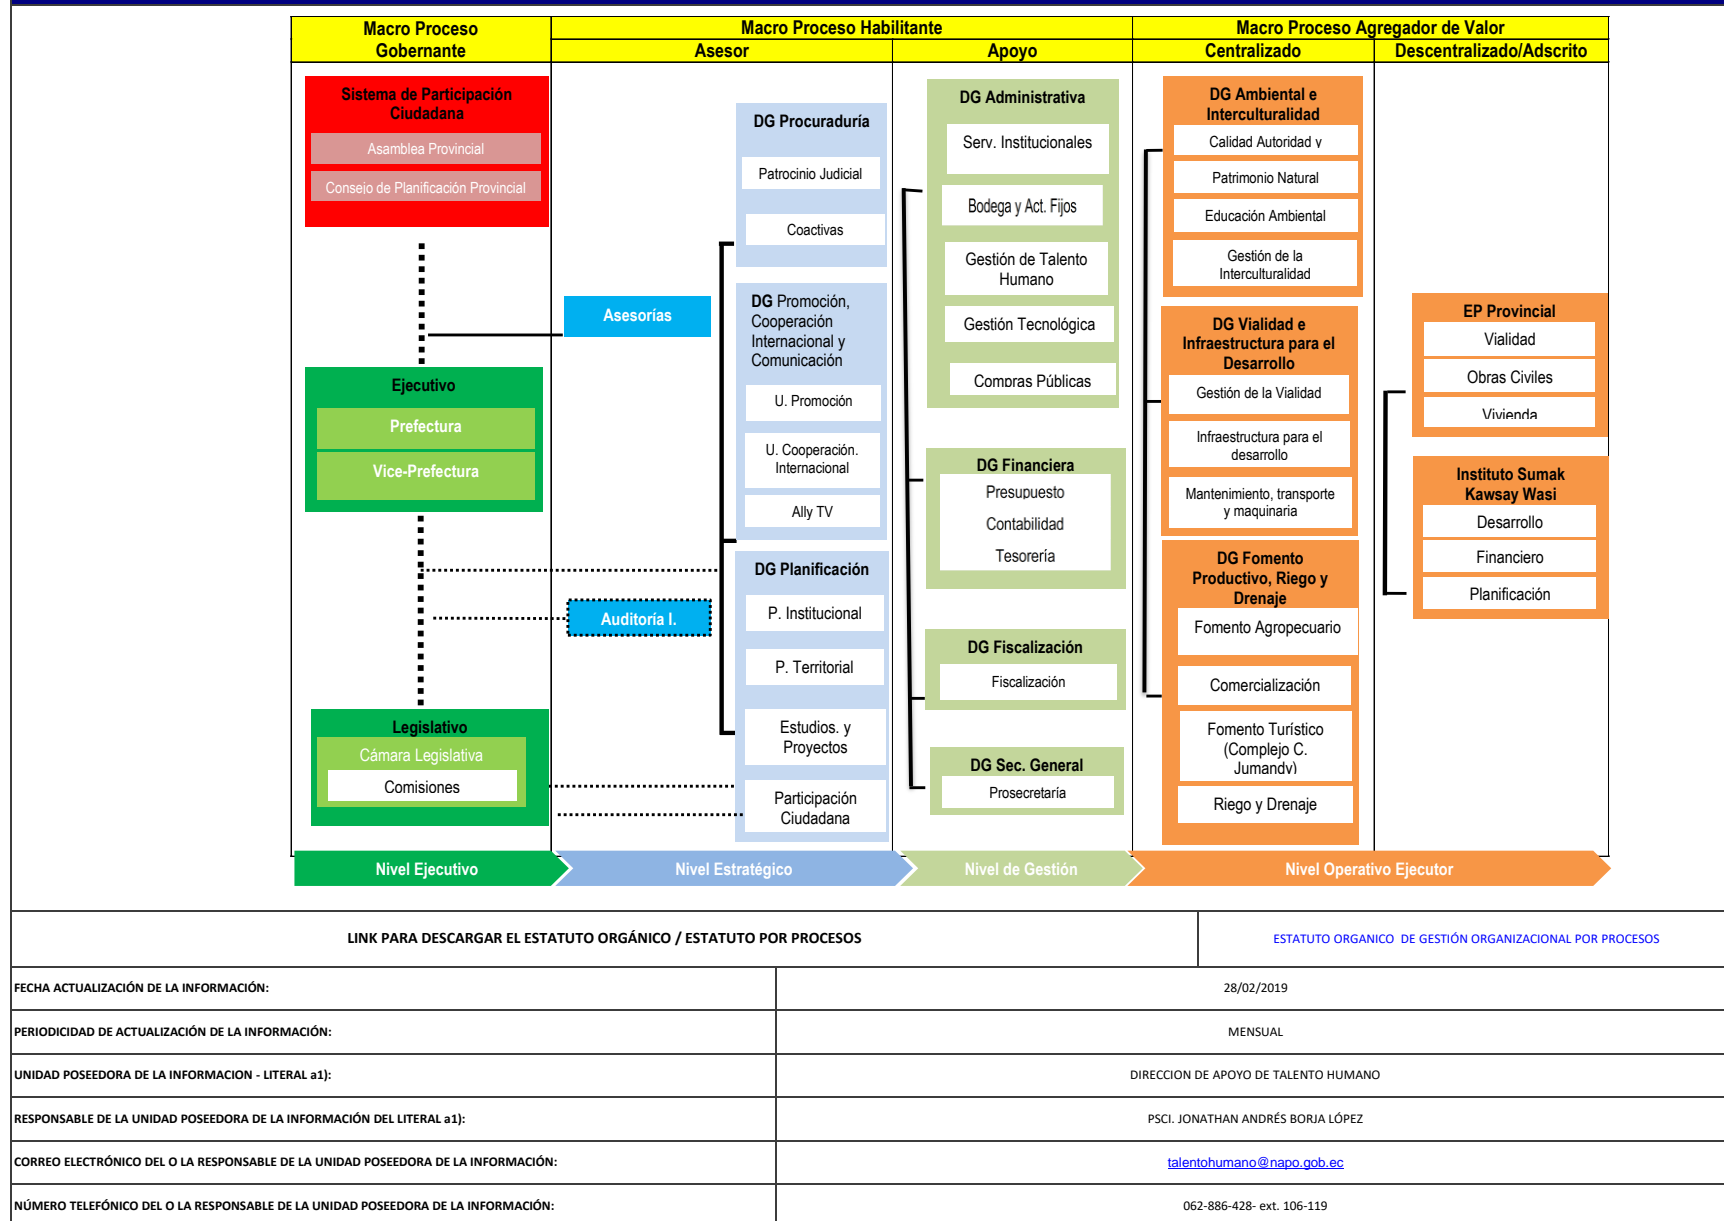 Macro Proceso
Gobernante
Macro Proceso Habilitante
Asesor
Apoyo
Macro Proceso Agregador de Valor
Centralizado
Descentralizado/Adscrito
Sistema de Participación
Ciudadana
Asamblea Provincial
Consejo de Planificación Provincial
Ejecutivo
Prefectura
Vice-Prefectura
Legislativo
Cámara Legislativa
Comisiones
Asesorías
Auditoría I.
DG Procuraduría
Patrocinio Judicial
Coactivas
DG Promoción,
Cooperación
Internacional y
Comunicación
U. Promoción
U. Cooperación.
Internacional
Ally TV
DG Planificación
P. Institucional
P. Territorial
Estudios. y
Proyectos
Participación
Ciudadana
DG Administrativa
Serv. Institucionales
Bodega y Act. Fijos
Gestión de Talento
Humano
Gestión Tecnológica
Compras Públicas
DG Financiera
Presupuesto
Contabilidad
Tesorería
DG Fiscalización
Fiscalización
DG Sec. General
Prosecretaría
DG Ambiental e
Interculturalidad
Calidad Autoridad y
Patrimonio Natural
Educación Ambiental
Gestión de la
Interculturalidad
DG Vialidad e
Infraestructura para el
Desarrollo
Gestión de la Vialidad
Infraestructura para el
desarrollo
Mantenimiento, transporte
y maquinaria
DG Fomento
Productivo, Riego y
Drenaje
Fomento Agropecuario
Comercialización
Fomento Turístico
(Complejo C.
Jumandy)
Riego y Drenaje
EP Provincial
Vialidad
Obras Civiles
Vivienda
Instituto Sumak
Kawsay Wasi
Desarrollo
Financiero
Planificación
Nivel Ejecutivo
Nivel Estratégico
Nivel de Gestión
Nivel Operativo Ejecutor
LINK PARA DESCARGAR EL ESTATUTO ORGÁNICO / ESTATUTO POR PROCESOS
ESTATUTO ORGANICO DE GESTIÓN ORGANIZACIONAL POR PROCESOS
FECHA ACTUALIZACIÓN DE LA INFORMACIÓN:
28/02/2019
PERIODICIDAD DE ACTUALIZACIÓN DE LA INFORMACIÓN:
MENSUAL
UNIDAD POSEEDORA DE LA INFORMACION - LITERAL a1):
DIRECCION DE APOYO DE TALENTO HUMANO
RESPONSABLE DE LA UNIDAD POSEEDORA DE LA INFORMACIÓN DEL LITERAL a1):
PSCI. JONATHAN ANDRÉS BORJA LÓPEZ
CORREO ELECTRÓNICO DEL O LA RESPONSABLE DE LA UNIDAD POSEEDORA DE LA INFORMACIÓN:
talentohumano@napo.gob.ec
NÚMERO TELEFÓNICO DEL O LA RESPONSABLE DE LA UNIDAD POSEEDORA DE LA INFORMACIÓN:
062-886-428- ext. 106-119